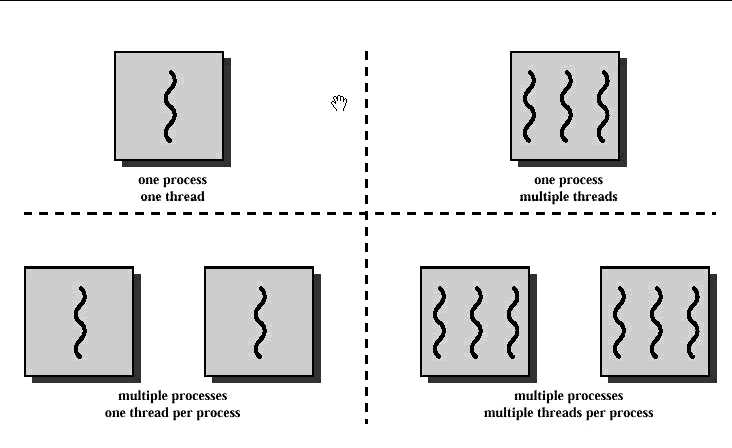 one process
one thread
one process
multiple threads
multiple processes
one thread per process
multiple processes
multiple threads per process